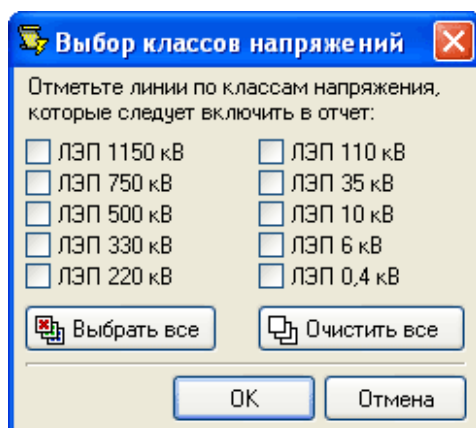 Выбор классов напряжений
Отметьте линии по классам напряжения,
которые следует включить в отчет:
ЛЭП 1150 кВ ЛЭП 110 кВ
ЛЭП 750 кВ ЛЭП 35 кВ
ЛЭП 500 кВ ЛЭП 10 кВ
ЛЭП 330 кВ ЛЭП 6 кВ
ЛЭП 220 кВ ЛЭП 0,4 кВ
Выбрать все Очистить все
OK Отмена